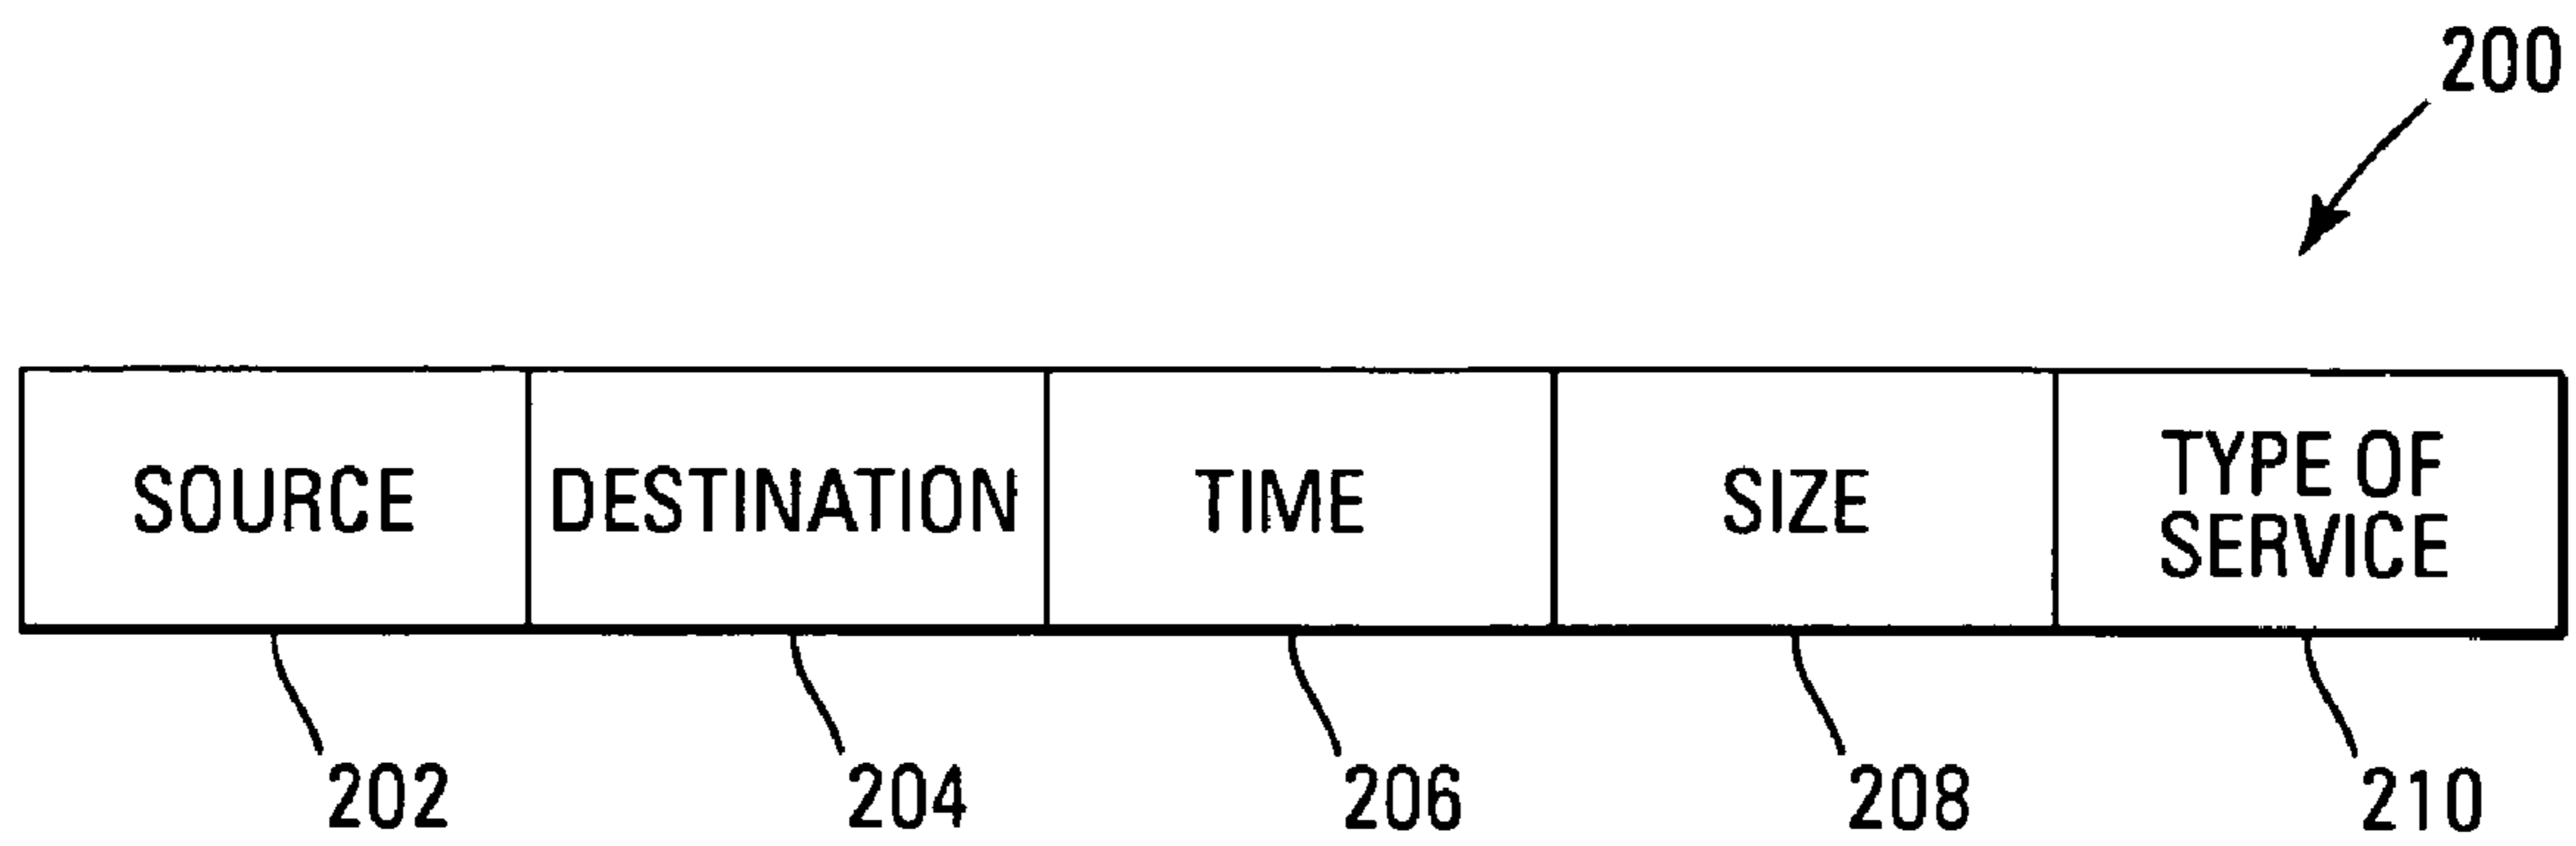 200
SOURCE
DESTINATION
TIME
SIZE
TYPE OF
SERVICE
202
204
206
208
210